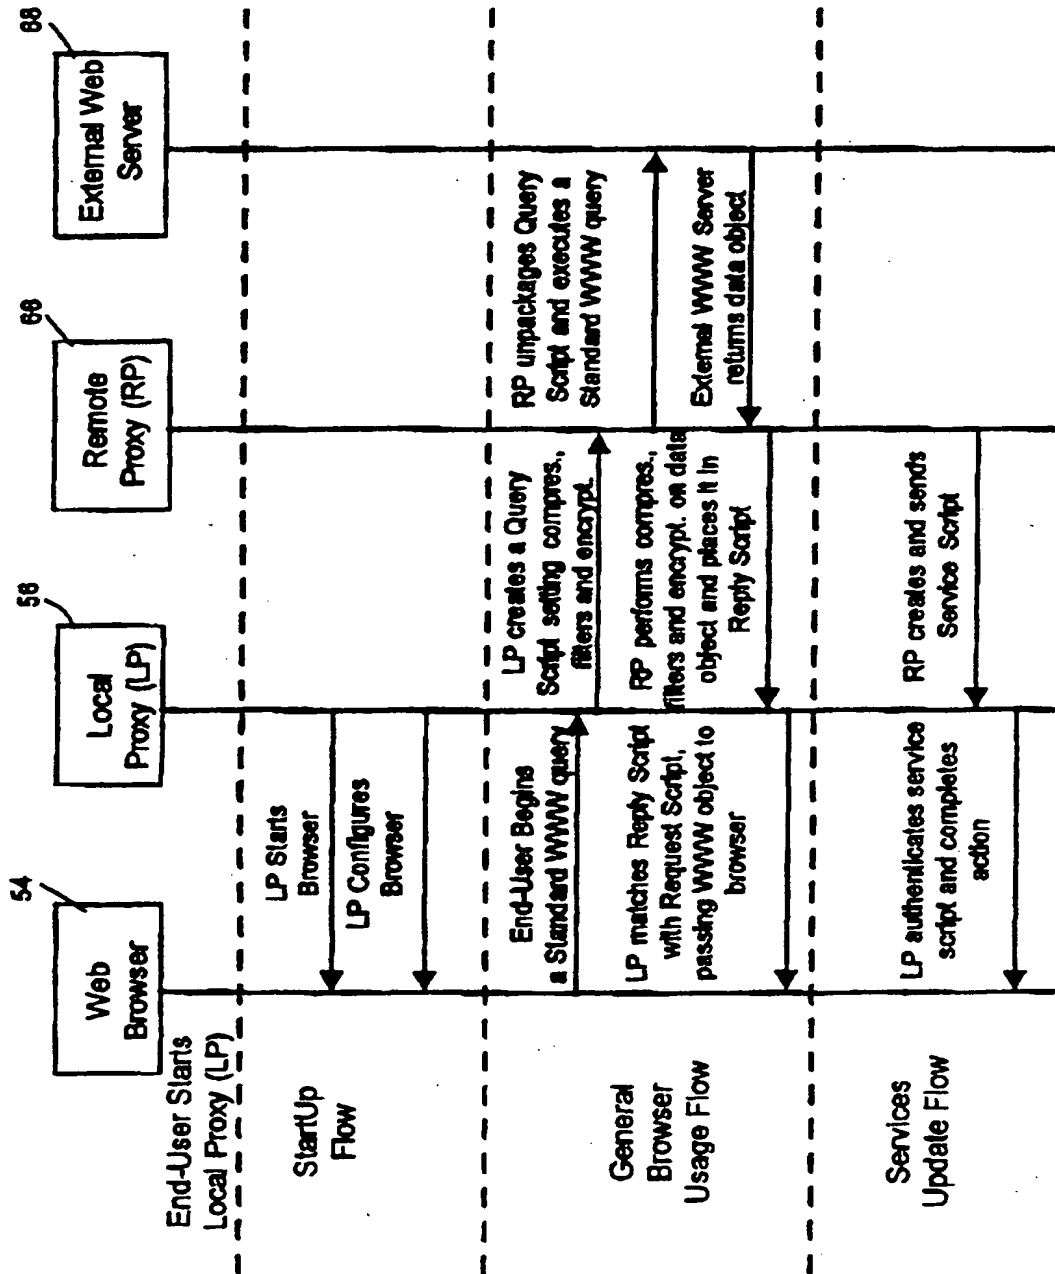 54
56
66
68
Web
Browser
Local
Proxy (LP)
Remote
Proxy (RP)
External Web
Server
End-User Starts
Local Proxy (LP)
StartUp
Flow
LP Starts
Browser
LP Configures
Browser
General
Browser
Usage Flow
End-User Begins
a Standard WWW query
LP creates a Query
Script setting compres.,
filters and encrypt.
RP unpackages Query
Script and executes a
Standard WWW query
External WWW Server
returns data object
RP performs compres.,
filters and encrypt. on data
object and places it in
Reply Script
LP matches Reply Script
with Request Script,
passing WWW object to
browser
Services
Update Flow
RP creates and sends
Service Script
LP authenticates service
script and completes
action